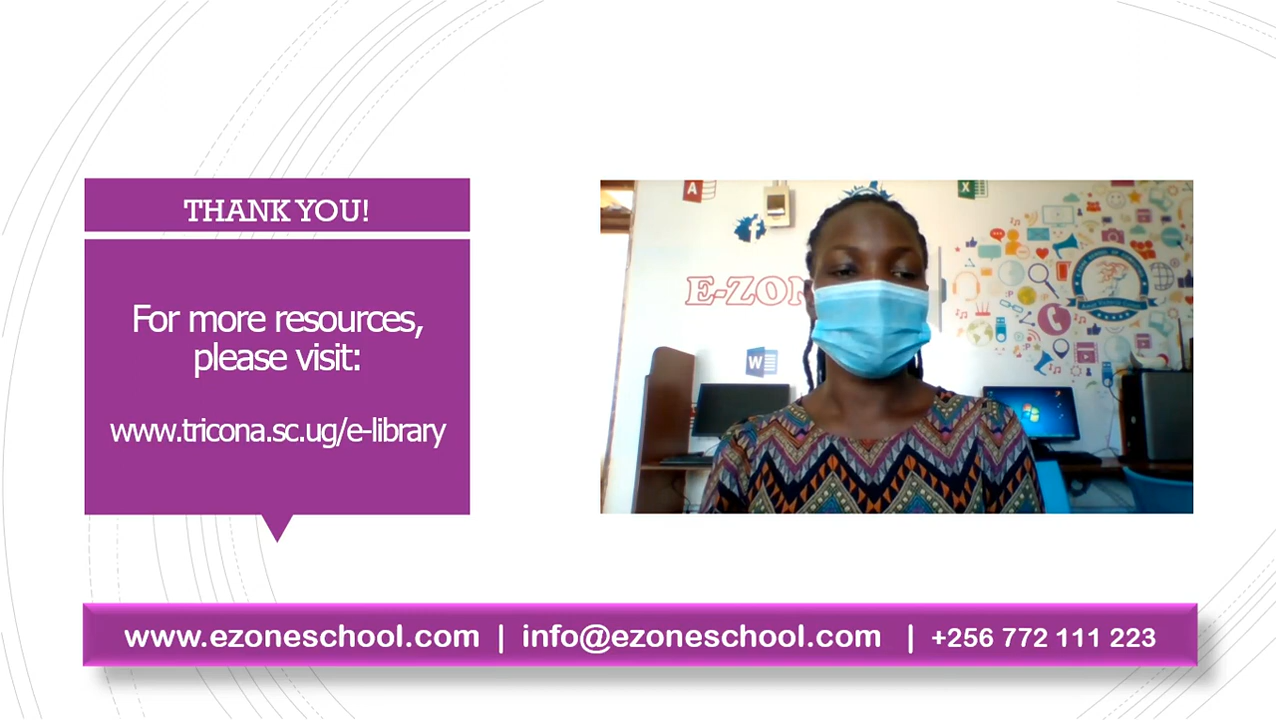 THANK YOU!
For more resources,
please visit:
www.tricona.sc.ug/e-library
A
f
X
E-ZON
W
www.ezoneschool.com | info@ezoneschool.com | +256 772 111 223